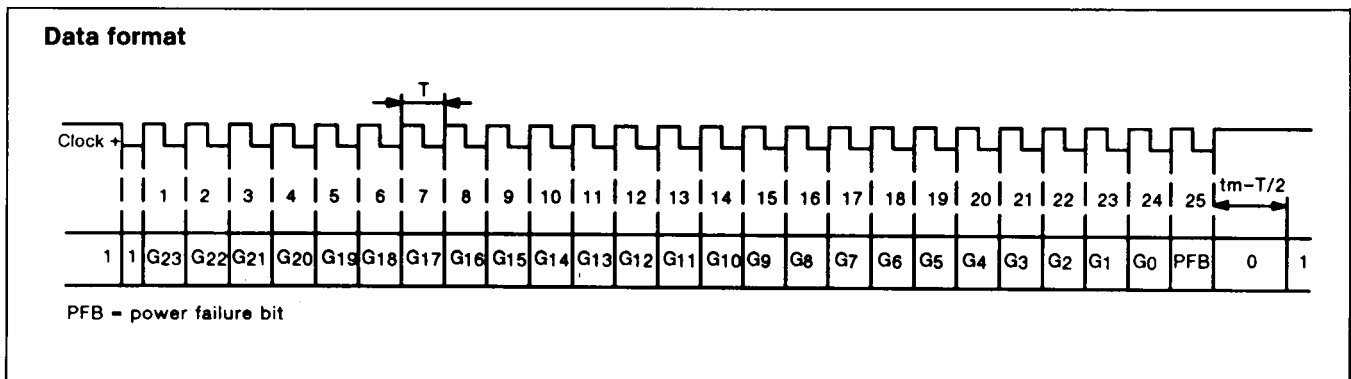 Data format
T
Clock +
1 2 3 4 5 6 7 8 9 10 11 12 13 14 15 16 17 18 19 20 21 22 23 24 25 tm-T/2
1 1 G23 G22 G21 G20 G19 G18 G17 G16 G15 G14 G13 G12 G11 G10 G9 G8 G7 G6 G5 G4 G3 G2 G1 G0 PFB 0 1
PFB = power failure bit